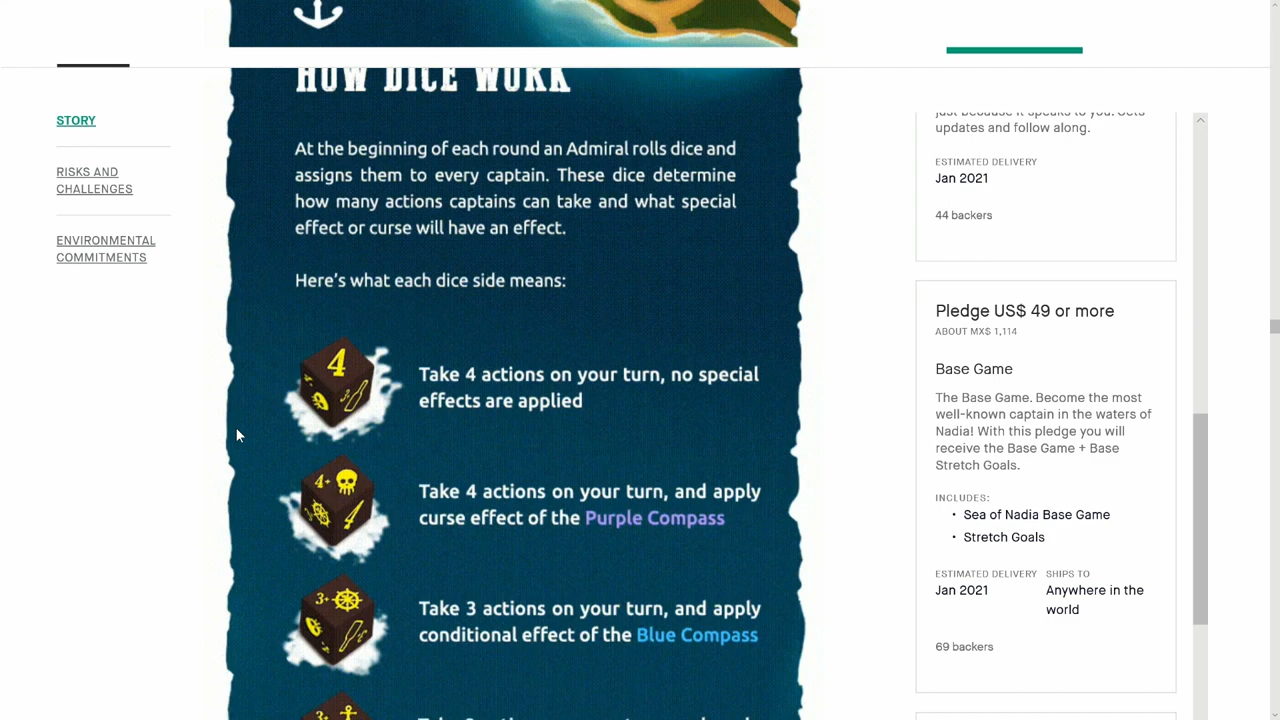 HOW DICE WORK
STORY
RISKS AND
CHALLENGES
ENVIRONMENTAL
COMMITMENTS
At the beginning of each round an Admiral rolls dice and
assigns them to every captain. These dice determine
how many actions captains can take and what special
effect or curse will have an effect.
Here's what each dice side means:
4
Take 4 actions on your turn, no special
effects are applied
4+
Take 4 actions on your turn, and apply
curse effect of the Purple Compass
3+
Take 3 actions on your turn, and apply
conditional effect of the Blue Compass
3+
just because it speaks to you. Gets
updates and follow along.
ESTIMATED DELIVERY
Jan 2021
44 backers
Pledge US$ 49 or more
ABOUT MX$ 1,114
Base Game
The Base Game. Become the most
well-known captain in the waters of
Nadia! With this pledge you will
receive the Base Game + Base
Stretch Goals.
INCLUDES:
• Sea of Nadia Base Game
• Stretch Goals
ESTIMATED DELIVERY SHIPS TO
Jan 2021 Anywhere in the
world
69 backers